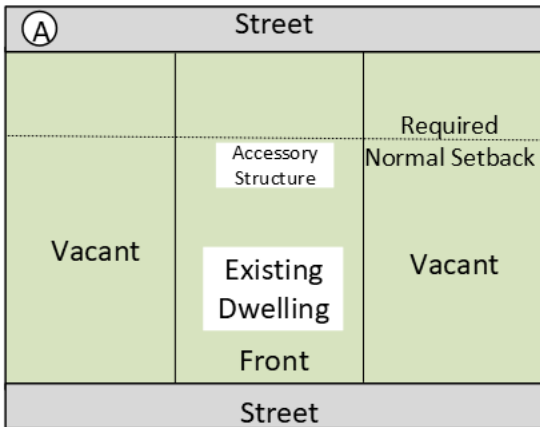 A
Street
Required
Normal Setback
Accessory
Structure
Vacant
Existing
Dwelling
Vacant
Front
Street